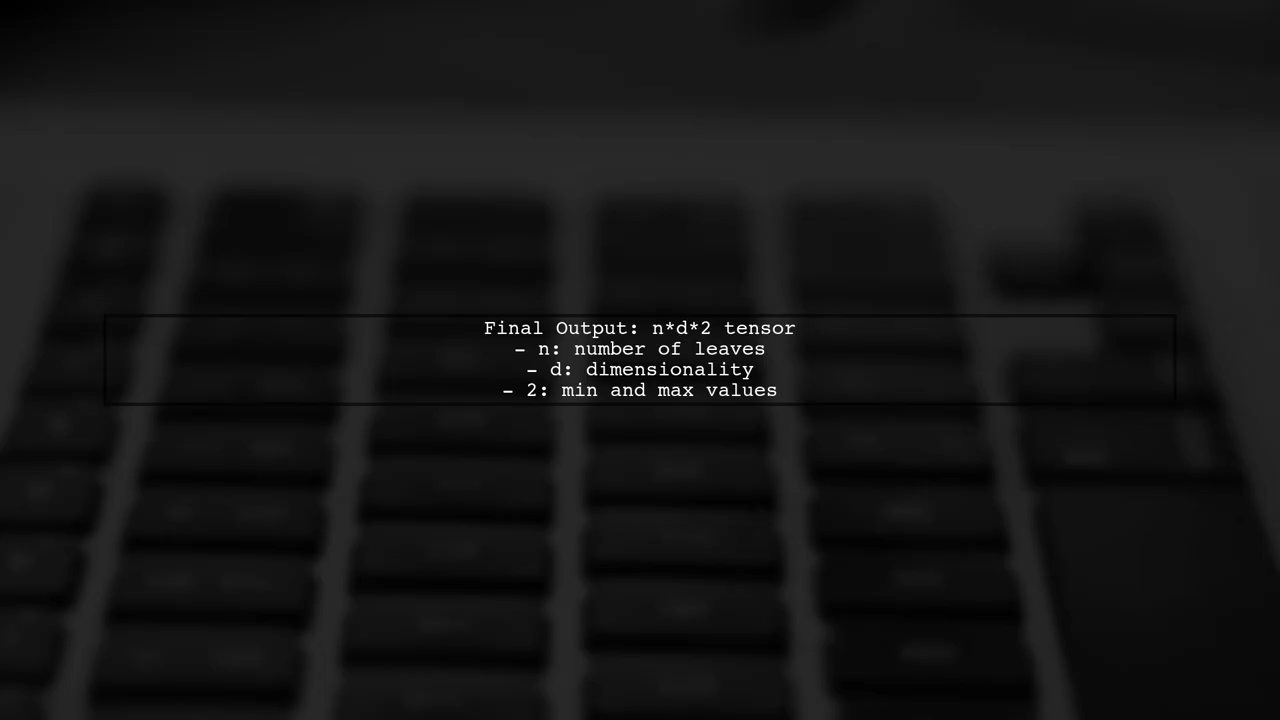 Final Output: n*d*2 tensor
- n: number of leaves
- d: dimensionality
- 2: min and max values